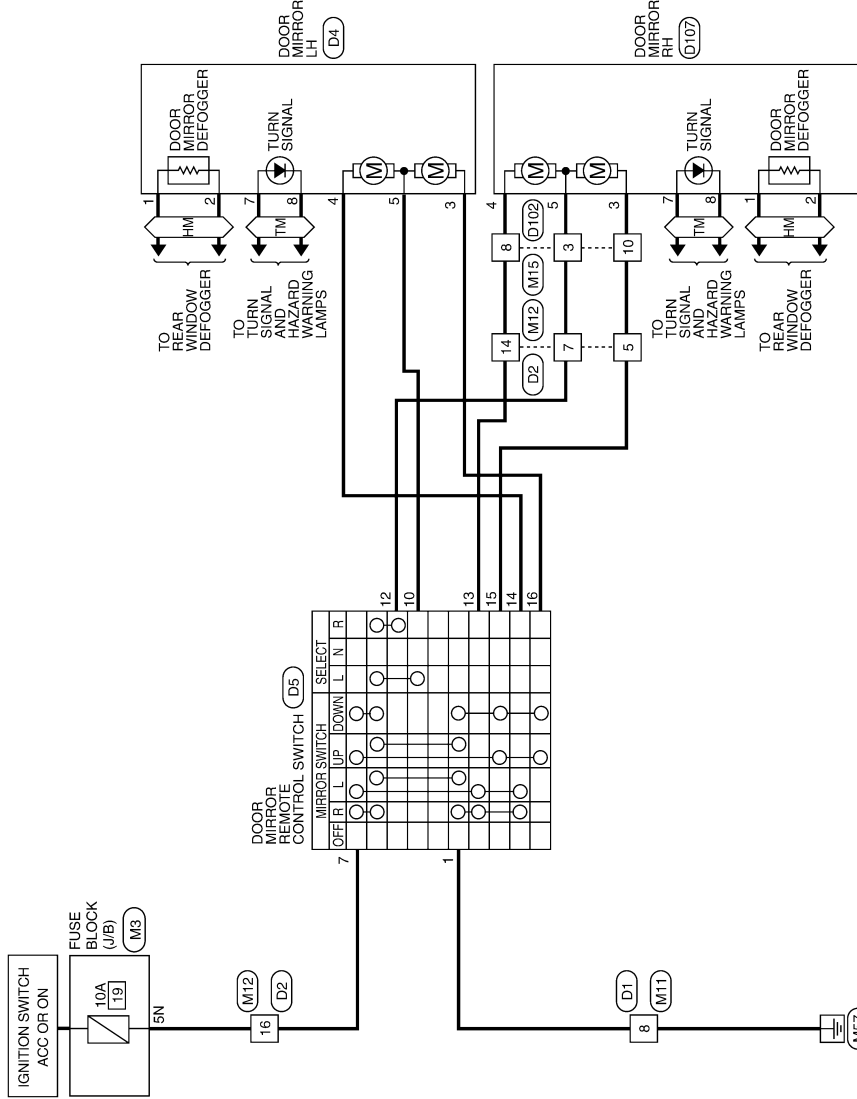 IGNITION SWITCH
ACC OR ON
FUSE
BLOCK
(J/B)
M3
10A
19
5N
M12
D2
16
D1
M11
8
DOOR
MIRROR
REMOTE
CONTROL SWITCH
D5
MIRROR SWITCH
SELECT
OFF
R
L
UP
DOWN
L
N
R
7
1
12
10
13
15
14
16
DOOR
MIRROR
LH
D4
1
2
HM
DOOR
MIRROR
DEFOGGER
TO
REAR
WINDOW
DEFOGGER
7
8
TM
TURN
SIGNAL
TO
TURN
SIGNAL
AND
HAZARD
WARNING
LAMPS
4
5
3
M
M
DOOR
MIRROR
RH
D107
4
5
3
M
M
8
3
10
D102
M15
M12
D2
14
7
5
7
8
TM
TURN
SIGNAL
TO
TURN
SIGNAL
AND
HAZARD
WARNING
LAMPS
1
2
HM
DOOR
MIRROR
DEFOGGER
TO
REAR
WINDOW
DEFOGGER